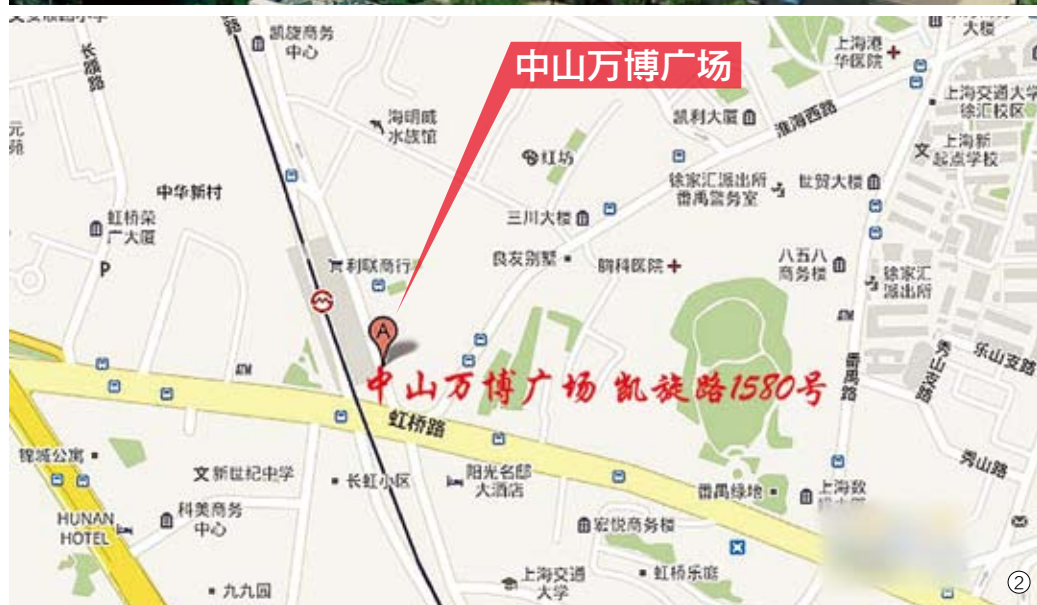 凯旋商务
中心
大楼
上海港
华医院
长顺路
中山万博广场
上海交通大学
徐汇校区
海明威
水族馆
凯利大厦
淮海西路
元
苑
红坊
文
上海新
起点学校
徐家汇派出所
番禺警务室
世贸大楼
中华新村
三川大楼
虹桥荣
广大厦
P
利联商行
良友别墅
胸科医院
八五八
商务楼
徐家汇
派出所
A
ATM
ATM
中山万博广场 凯旋路1580号
番禺路
秀山支路
乐山支路
虹桥路
锦城公寓
文 新世纪中学
长虹小区
阳光名邸
大酒店
番禺绿地
上海数
秀山路
HUNAN
HOTEL
科美商务
中心
宏悦商务楼
上海交通
大学
虹桥乐庭
九九园
②